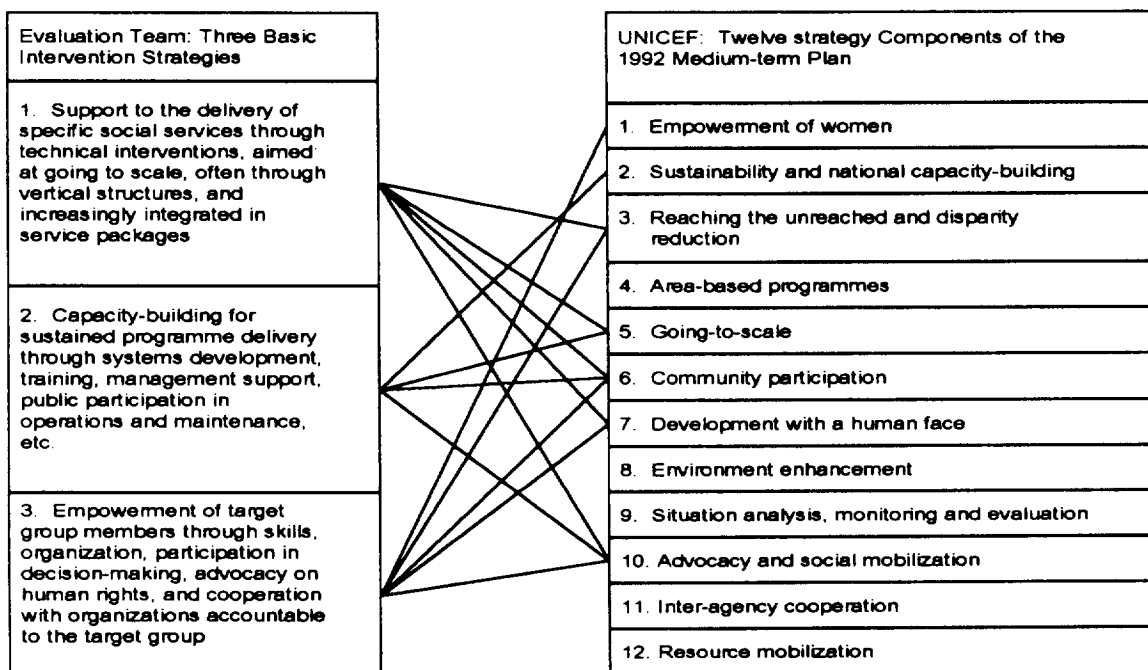 Evaluation Team: Three Basic
Intervention Strategies
1. Support to the delivery of
specific social services through
technical interventions, aimed
at going to scale, often through
vertical structures, and
increasingly integrated in
service packages
2. Capacity-building for
sustained programme delivery
through systems development,
training, management support,
public participation in
operations and maintenance,
etc.
3. Empowerment of target
group members through skills,
organization, participation in
decision-making, advocacy on
human rights, and cooperation
with organizations accountable
to the target group
UNICEF: Twelve strategy Components of the
1992 Medium-term Plan
1. Empowerment of women
2. Sustainability and national capacity-building
3. Reaching the unreached and disparity
reduction
4. Area-based programmes
5. Going-to-scale
6. Community participation
7. Development with a human face
8. Environment enhancement
9. Situation analysis, monitoring and evaluation
10. Advocacy and social mobilization
11. Inter-agency cooperation
12. Resource mobilization